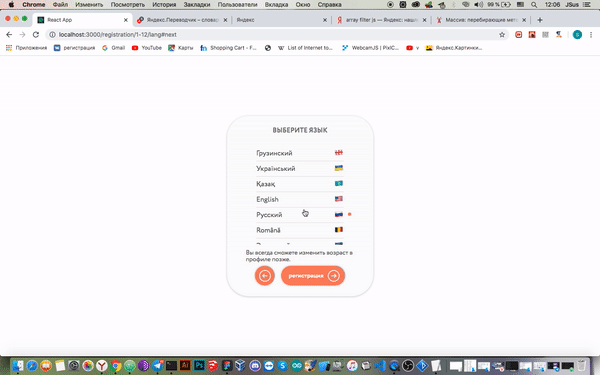 Chrome Файл Изменить Посмотреть История Закладки Пользователи Вкладка Окно Справка 99 % 12:06 JSus
React App Яндекс.Переводчик – словар Яндекс array filter js — Яндекс: нашл Массив: перебирающие мет
localhost:3000/registration/1-12/lang#next
Приложения регистрация Gmail YouTube Карты Shopping Cart - F... List of Internet to... WebcamJS | PixlC... Яндекс.Картинки...
ВЫБЕРИТЕ ЯЗЫК
Грузинский
Український
Қазақ
English
Русский
Română
Вы всегда сможете изменить возраст в
профиле позже.
регистрация